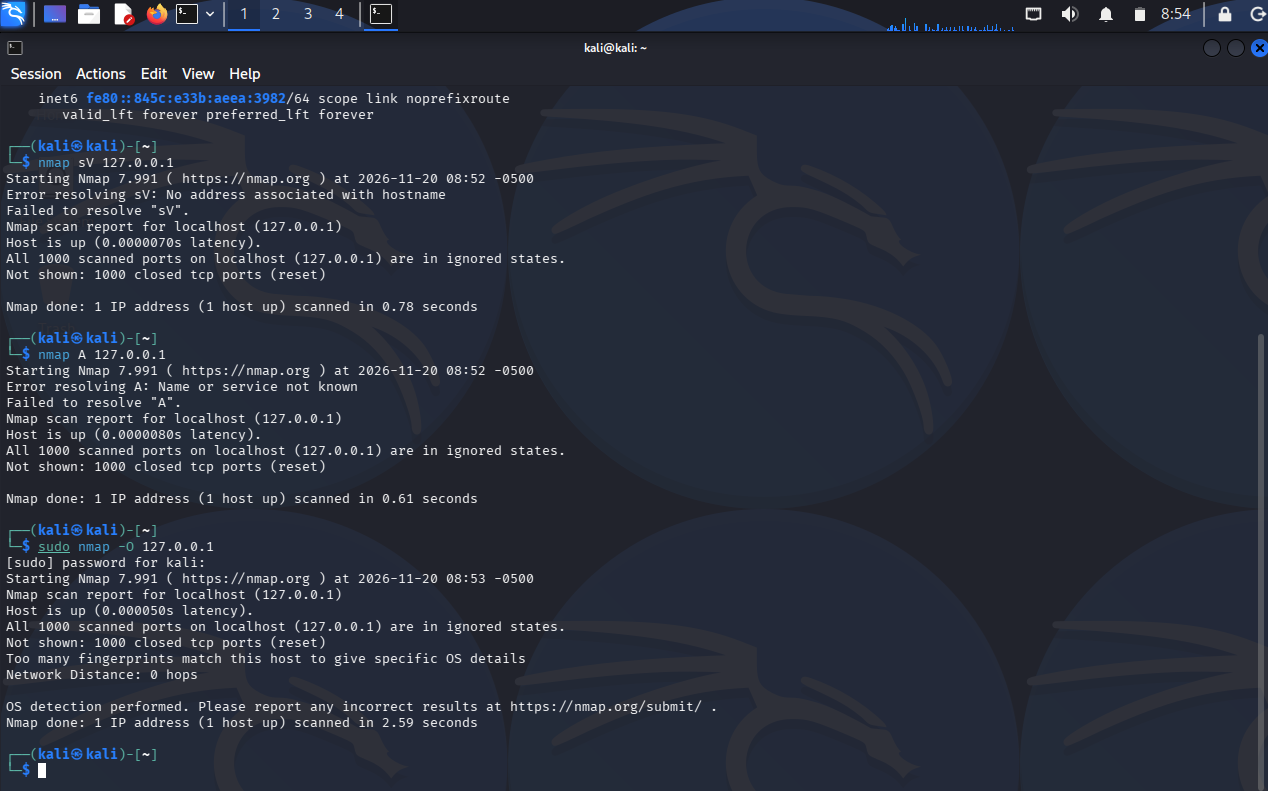 1 2 3 4 8:54
kali@kali: ~
Session Actions Edit View Help
inet6 fe80::845c:e33b:aeea:3982/64 scope link noprefixroute
valid_lft forever preferred_lft forever
┌──(kali㉿kali)-[~]
└─$ nmap sV 127.0.0.1
Starting Nmap 7.991 ( https://nmap.org ) at 2026-11-20 08:52 -0500
Error resolving sV: No address associated with hostname
Failed to resolve "sV".
Nmap scan report for localhost (127.0.0.1)
Host is up (0.0000070s latency).
All 1000 scanned ports on localhost (127.0.0.1) are in ignored states.
Not shown: 1000 closed tcp ports (reset)
Nmap done: 1 IP address (1 host up) scanned in 0.78 seconds
┌──(kali㉿kali)-[~]
└─$ nmap A 127.0.0.1
Starting Nmap 7.991 ( https://nmap.org ) at 2026-11-20 08:52 -0500
Error resolving A: Name or service not known
Failed to resolve "A".
Nmap scan report for localhost (127.0.0.1)
Host is up (0.0000080s latency).
All 1000 scanned ports on localhost (127.0.0.1) are in ignored states.
Not shown: 1000 closed tcp ports (reset)
Nmap done: 1 IP address (1 host up) scanned in 0.61 seconds
┌──(kali㉿kali)-[~]
└─$ sudo nmap -O 127.0.0.1
[sudo] password for kali:
Starting Nmap 7.991 ( https://nmap.org ) at 2026-11-20 08:53 -0500
Nmap scan report for localhost (127.0.0.1)
Host is up (0.000050s latency).
All 1000 scanned ports on localhost (127.0.0.1) are in ignored states.
Not shown: 1000 closed tcp ports (reset)
Too many fingerprints match this host to give specific OS details
Network Distance: 0 hops
OS detection performed. Please report any incorrect results at https://nmap.org/submit/ .
Nmap done: 1 IP address (1 host up) scanned in 2.59 seconds
┌──(kali㉿kali)-[~]
└─$